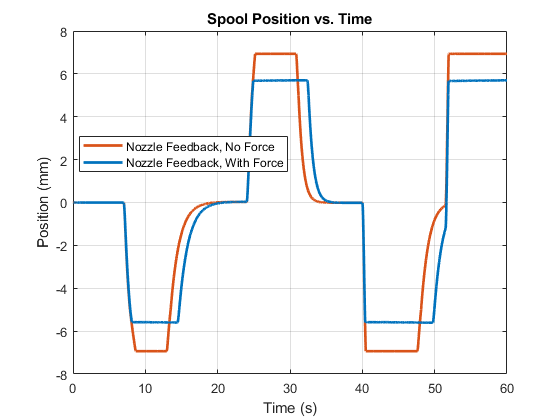 Spool Position vs. Time
8
6
4
2
0
-2
-4
-6
-8
Position (mm)
Nozzle Feedback, No Force
Nozzle Feedback, With Force
0 10 20 30 40 50 60
Time (s)